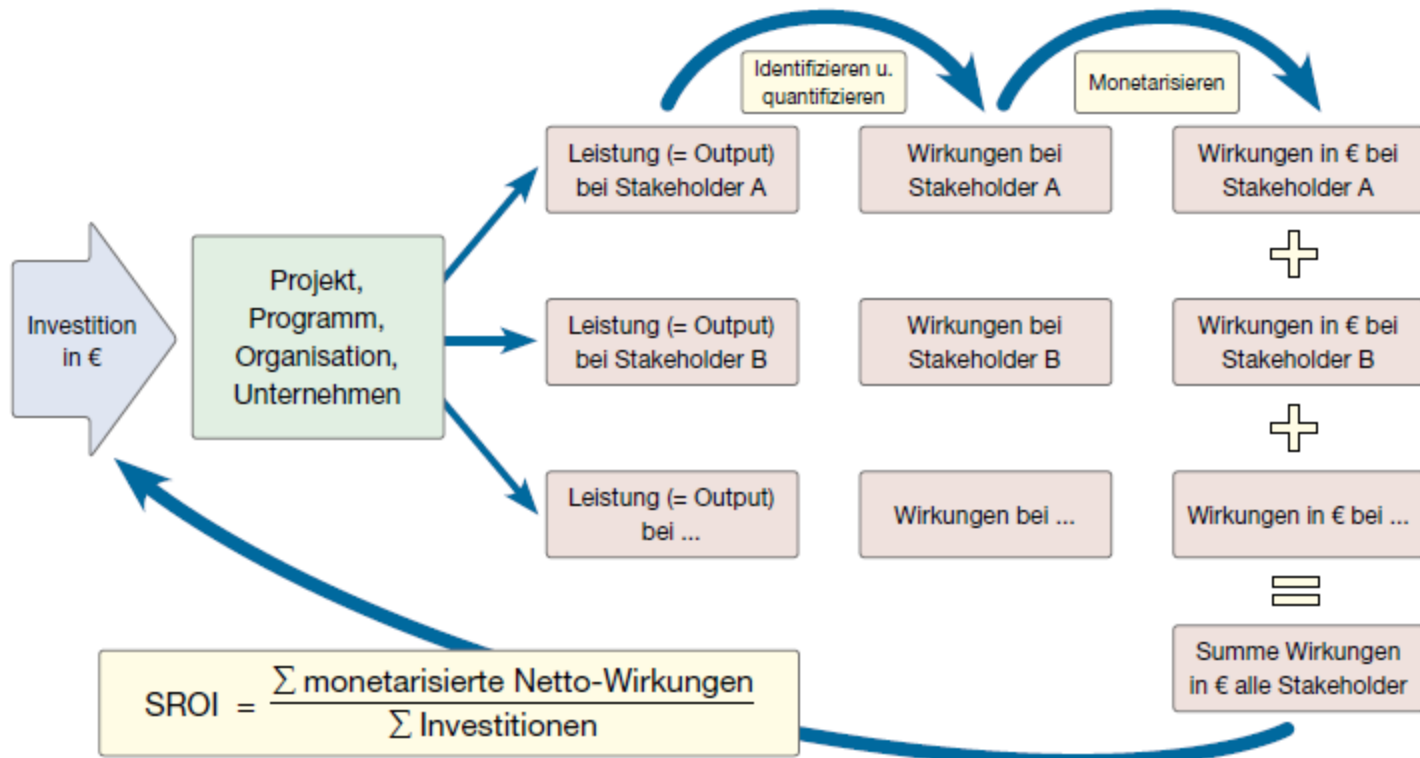 Identifizieren u.
quantifizieren
Monetarisieren
Leistung (= Output)
bei Stakeholder A
Wirkungen bei
Stakeholder A
Wirkungen in € bei
Stakeholder A
Investition
in €
Projekt,
Programm,
Organisation,
Unternehmen
+
Leistung (= Output)
bei Stakeholder B
Wirkungen bei
Stakeholder B
Wirkungen in € bei
Stakeholder B
+
Leistung (= Output)
bei ...
Wirkungen bei ...
Wirkungen in € bei ...
=
Summe Wirkungen
in € alle Stakeholder
∑ monetarisierte Netto-Wirkungen
SROI =
∑ Investitionen